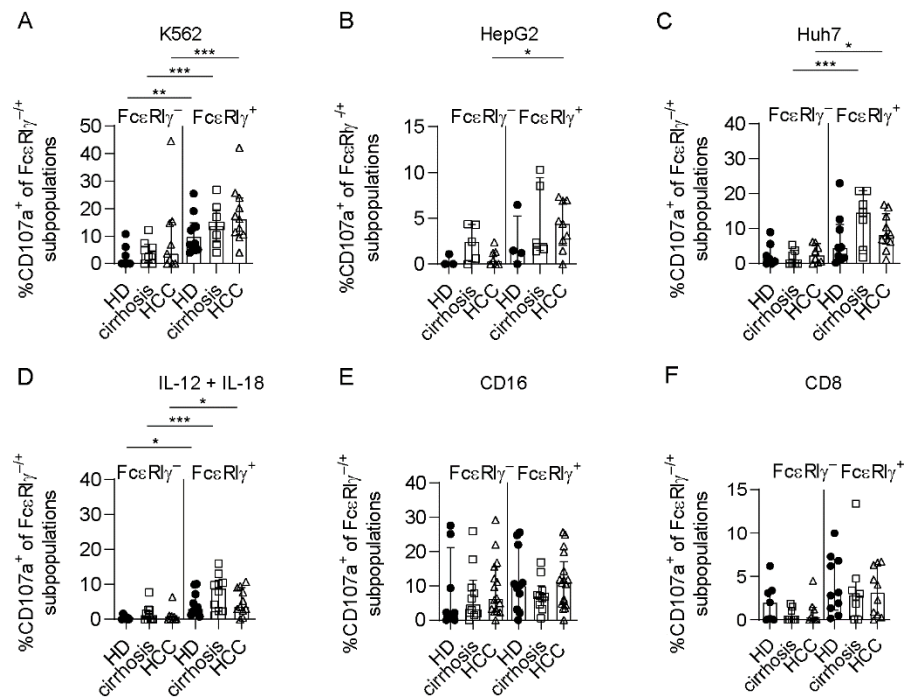 A
K562
***
***
**
%CD107a⁺ of FcεRIγ⁻/⁺
subpopulations
FcεRIγ⁻ FcεRIγ⁺
50
40
30
20
10
0
HD
cirrhosis
HCC
HD
cirrhosis
HCC
B
HepG2
*
%CD107a⁺ of FcεRIγ⁻/⁺
subpopulations
FcεRIγ⁻ FcεRIγ⁺
15
10
5
0
HD
cirrhosis
HCC
HD
cirrhosis
HCC
C
Huh7
*
***
%CD107a⁺ of FcεRIγ⁻/⁺
subpopulations
FcεRIγ⁻ FcεRIγ⁺
40
30
20
10
0
HD
cirrhosis
HCC
HD
cirrhosis
HCC
D
IL-12 + IL-18
*
***
*
%CD107a⁺ of FcεRIγ⁻/⁺
subpopulations
FcεRIγ⁻ FcεRIγ⁺
40
30
20
10
0
HD
cirrhosis
HCC
HD
cirrhosis
HCC
E
CD16
%CD107a⁺ of FcεRIγ⁻/⁺
subpopulations
FcεRIγ⁻ FcεRIγ⁺
40
30
20
10
0
HD
cirrhosis
HCC
HD
cirrhosis
HCC
F
CD8
%CD107a⁺ of FcεRIγ⁻/⁺
subpopulations
FcεRIγ⁻ FcεRIγ⁺
15
10
5
0
HD
cirrhosis
HCC
HD
cirrhosis
HCC